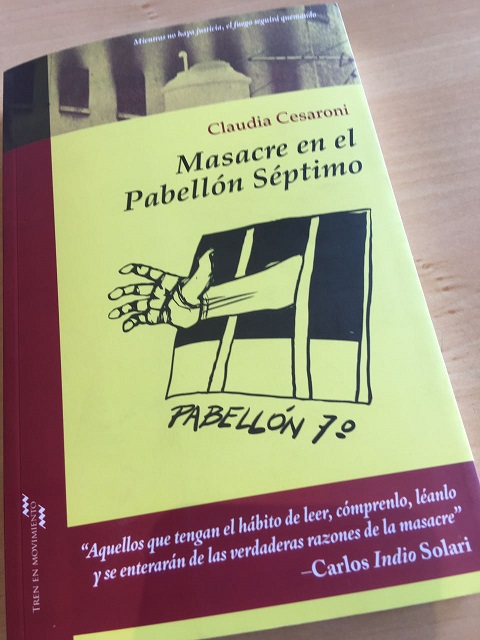 Mientras no haya justicia, el fuego seguirá quemando...
Claudia Cesaroni
Masacre en el
Pabellón Séptimo
PABELLÓN 7º
"Aquellos que tengan el hábito de leer, cómprenlo, léanlo
y se enterarán de las verdaderas razones de la masacre"
–Carlos Indio Solari
TREN EN MOVIMIENTO